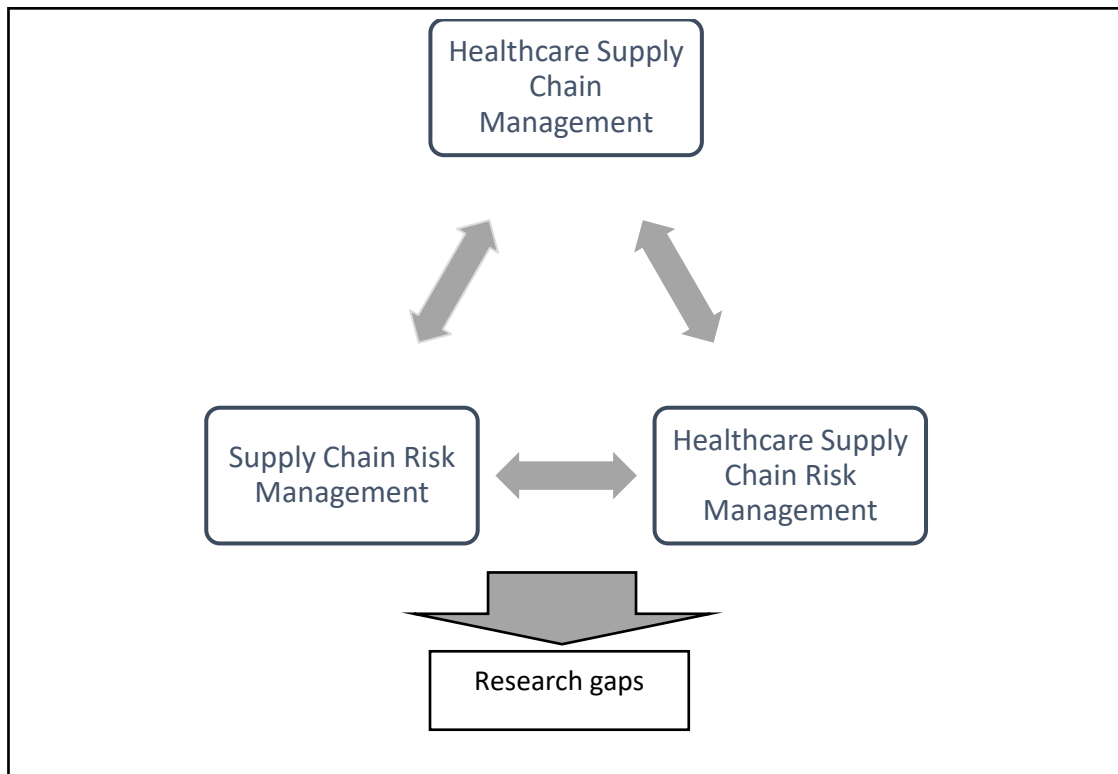 Healthcare Supply
Chain
Management
Supply Chain Risk
Management
Healthcare Supply
Chain Risk
Management
Research gaps